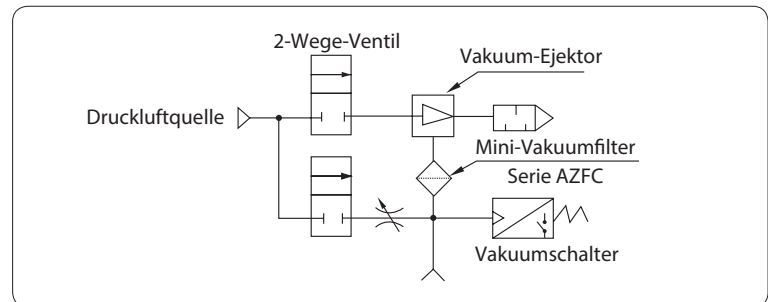 2-Wege-Ventil
Vakuum-Ejektor
Druckluftquelle
Mini-Vakuumfilter
Serie AZFC
Vakuumschalter